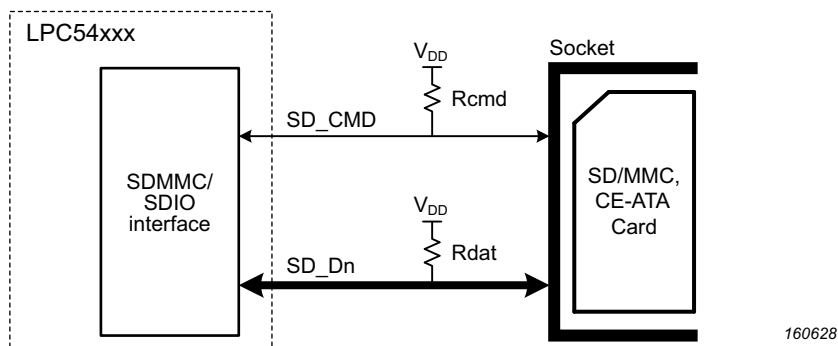 LPC54xxx
Socket
VDD
Rcmd
SD_CMD
SDMMC/
SDIO
interface
SD/MMC,
CE-ATA
Card
VDD
Rdat
SD_Dn
160628